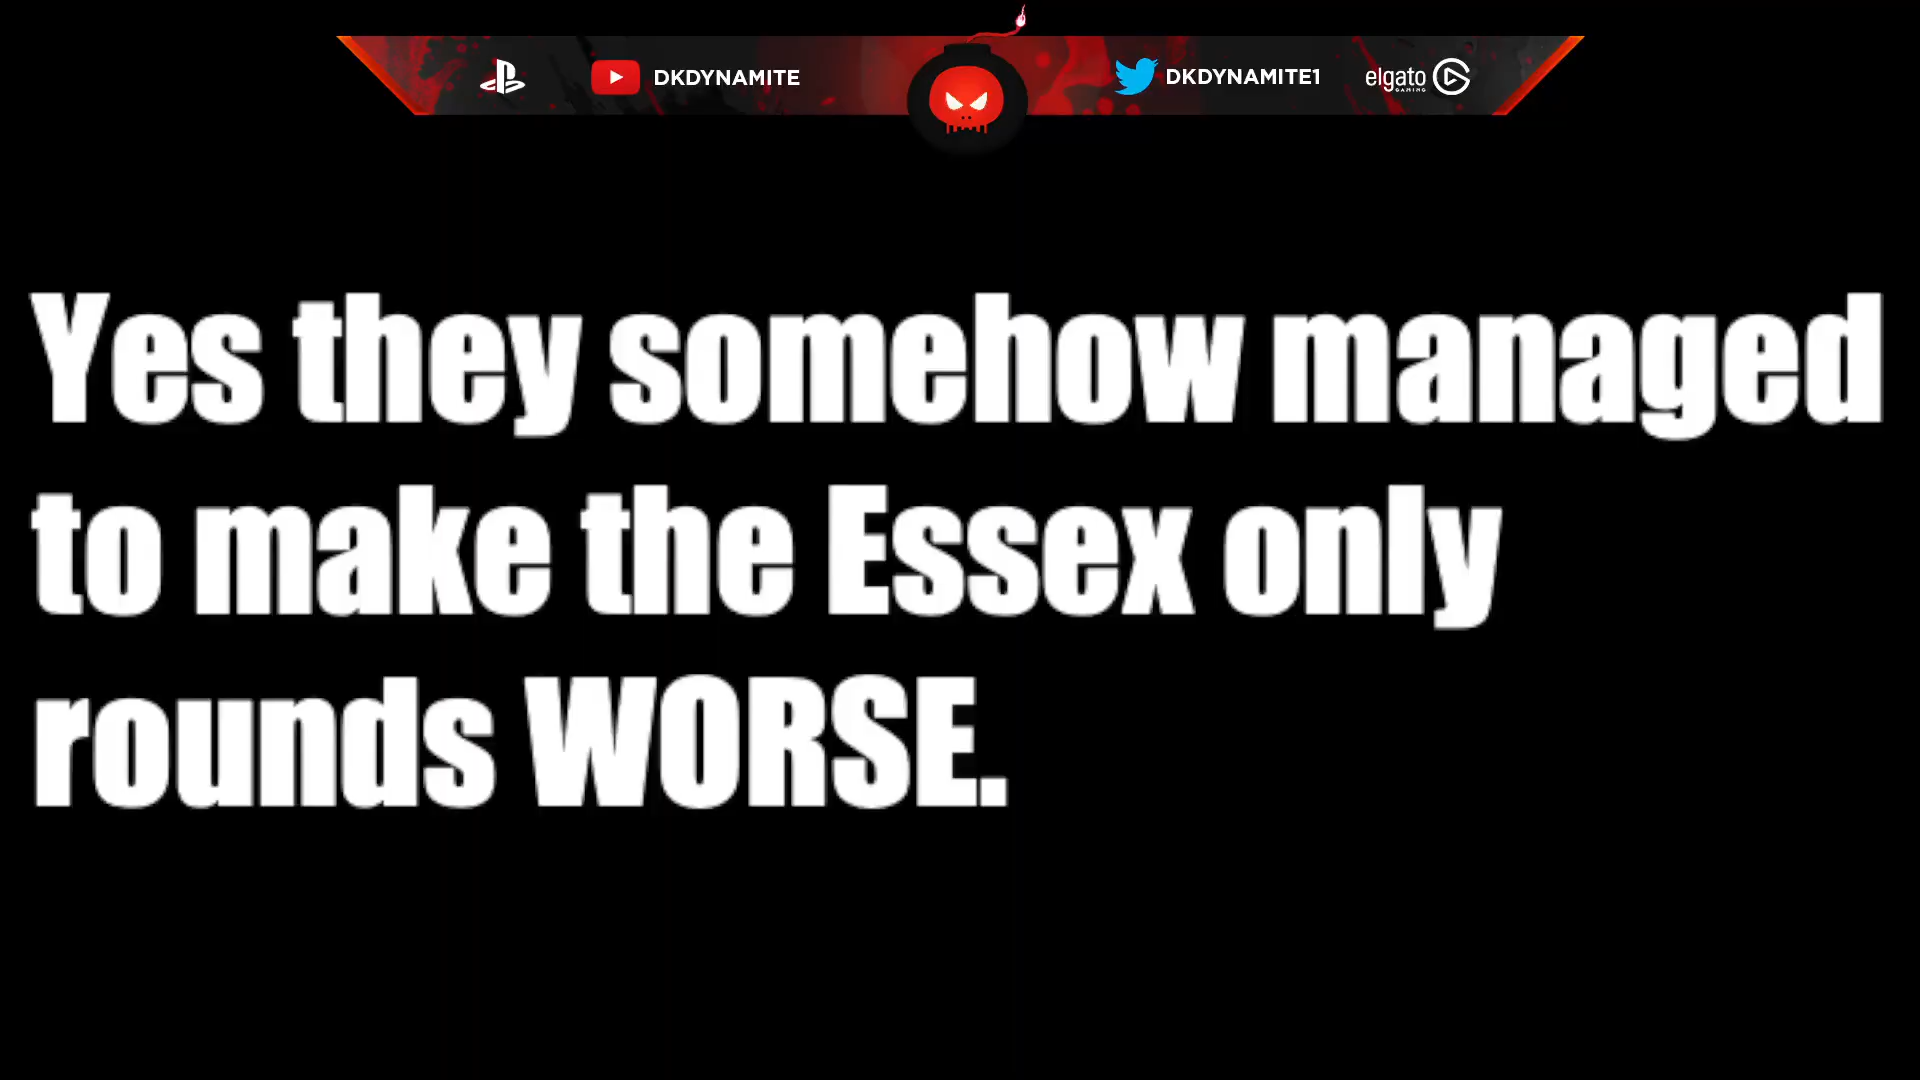 DKDYNAMITE
DKDYNAMITE1
elgato
GAMING
Yes they somehow managed
to make the Essex only
rounds WORSE.